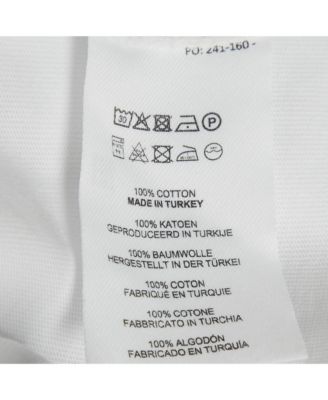 PO: 241-160 -
30 P
100% COTTON
MADE IN TURKEY
100% KATOEN
GEPRODUCEERD IN TURKIJE
100% BAUMWOLLE
HERGESTELLT IN DER TÜRKEI
100% COTON
FABRIQUÉ EN TURQUIE
100% COTONE
FABBRICATO IN TURCHIA
100% ALGODÓN
FABRICADO EN TURQUÍA